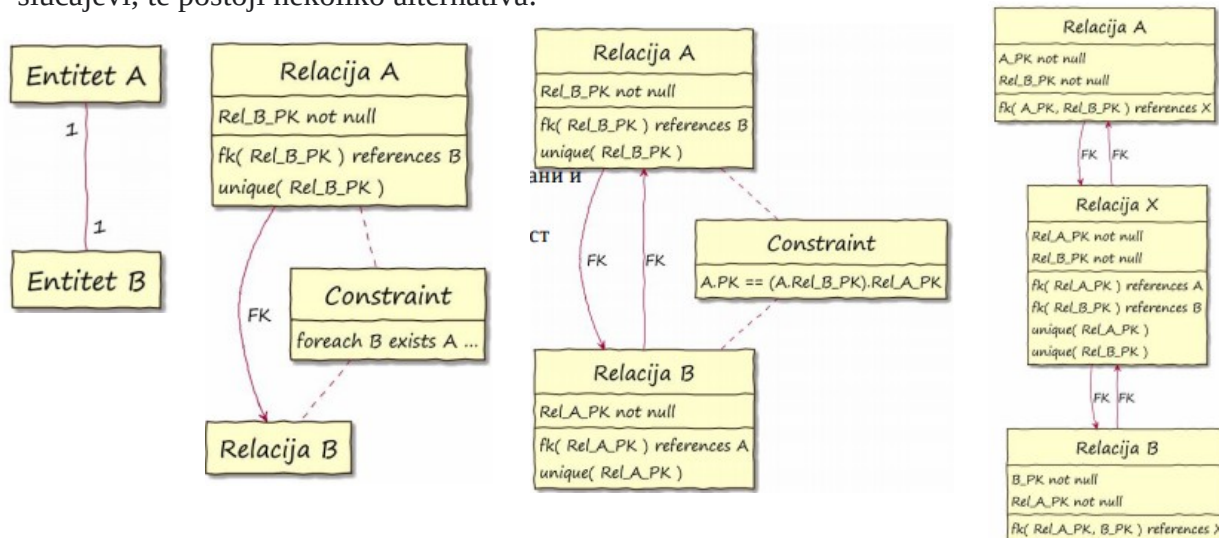 slučajevi, te postoji nekoliko alternativa:
Entitet A
1
1
Entitet B
Relacija A
Rel_B_PK not null
fk( Rel_B_PK ) references B
unique( Rel_B_PK )
FK
Constraint
foreach B exists A ...
Relacija B
Relacija A
Rel_B_PK not null
fk( Rel_B_PK ) references B
unique( Rel_B_PK )
ани и
ст
FK
FK
Constraint
A.PK == (A.Rel_B_PK).Rel_A_PK
Relacija B
Rel_A_PK not null
fk( Rel_A_PK ) references A
unique( Rel_A_PK )
Relacija A
A_PK not null
Rel_B_PK not null
fk( A_PK, Rel_B_PK ) references X
FK
FK
Relacija X
Rel_A_PK not null
Rel_B_PK not null
fk( Rel_A_PK ) references A
fk( Rel_B_PK ) references B
unique( Rel_A_PK )
unique( Rel_B_PK )
FK
FK
Relacija B
B_PK not null
Rel_A_PK not null
fk( Rel_A_PK, B_PK ) references X